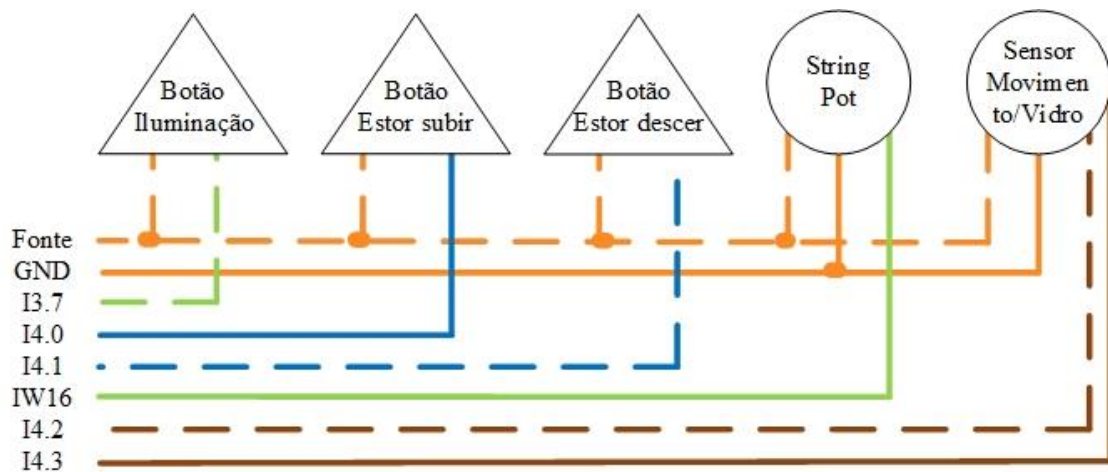 Botão
Iluminação
Botão
Estor subir
Botão
Estor descer
String
Pot
Sensor
Movimen
to/Vidro
Fonte
GND
I3.7
I4.0
I4.1
IW16
I4.2
I4.3